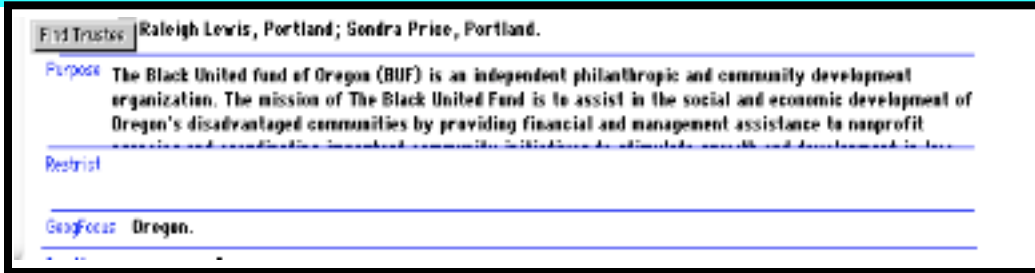 Find Trustee Raleigh Lewis, Portland; Sondra Price, Portland.
Purpose The Black United fund of Oregon (BUF) is an independent philanthropic and community development
organization. The mission of The Black United Fund is to assist in the social and economic development of
Oregon's disadvantaged communities by providing financial and management assistance to nonprofit
Restrict
GeogFocus Oregon.